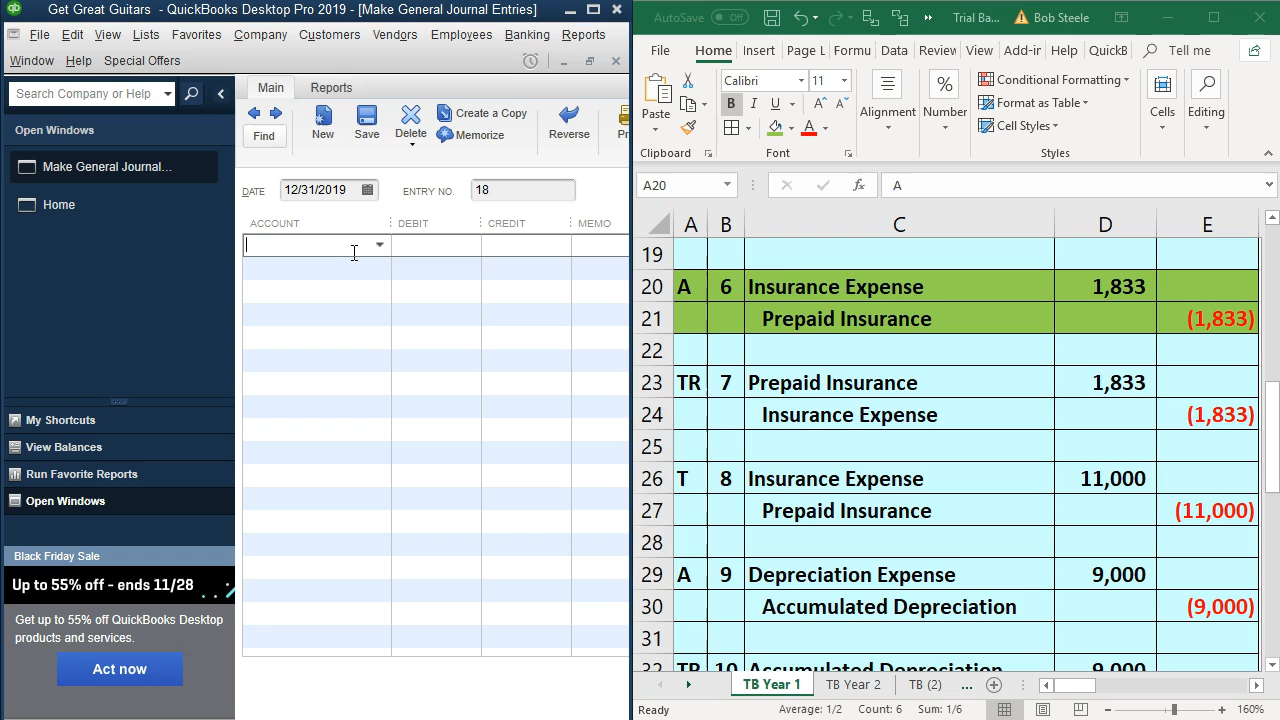 Get Great Guitars - QuickBooks Desktop Pro 2019 - [Make General Journal Entries]
File Edit View Lists Favorites Company Customers Vendors Employees Banking Reports
Window Help Special Offers
Search Company or Help
Open Windows
Make General Journal...
Home
My Shortcuts
View Balances
Run Favorite Reports
Open Windows
Black Friday Sale
Up to 55% off - ends 11/28
Get up to 55% off QuickBooks Desktop
products and services.
Act now
Main Reports
Find New Save Delete Create a Copy Memorize Reverse Pr
DATE 12/31/2019 ENTRY NO. 18
ACCOUNT DEBIT CREDIT MEMO
AutoSave Off Trial Ba... Bob Steele
File Home Insert Page L Formu Data Review View Add-ir Help QuickB Tell me
Paste Calibri 11 Alignment Number Conditional Formatting Cells Editing
B I U A A Format as Table
A Cell Styles
Clipboard Font Styles
A20 fx A
A B C D E
19
20 A 6 Insurance Expense 1,833
21 Prepaid Insurance (1,833)
22
23 TR 7 Prepaid Insurance 1,833
24 Insurance Expense (1,833)
25
26 T 8 Insurance Expense 11,000
27 Prepaid Insurance (11,000)
28
29 A 9 Depreciation Expense 9,000
30 Accumulated Depreciation (9,000)
31
32 TR 10 Accumulated Depreciation 9,000
TB Year 1 TB Year 2 TB (2) ...
Ready Average: 1/2 Count: 6 Sum: 1/6 160%